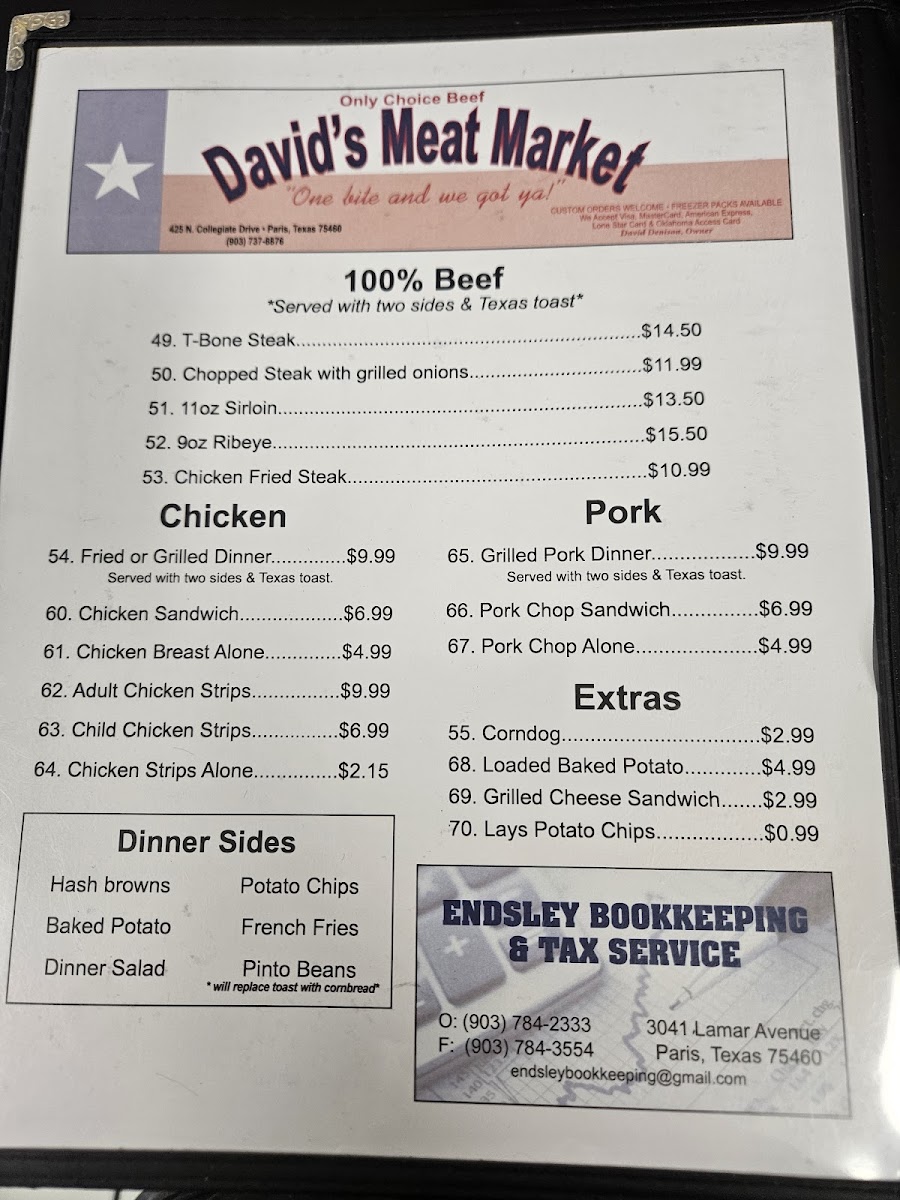 Only Choice Beef
David's Meat Market
"One bite and we got ya!"
CUSTOM ORDERS WELCOME • FREEZER PACKS AVAILABLE
We Accept Visa, MasterCard, American Express,
Lone Star Card & Oklahoma Access Card
David Denison, Owner
425 N. Collegiate Drive • Paris, Texas 75460
(903) 737-8876
100% Beef
*Served with two sides & Texas toast*
49. T-Bone Steak...$14.50
50. Chopped Steak with grilled onions...$11.99
51. 11oz Sirloin...$13.50
52. 9oz Ribeye...$15.50
53. Chicken Fried Steak...$10.99
Chicken
54. Fried or Grilled Dinner...$9.99
Served with two sides & Texas toast.
60. Chicken Sandwich...$6.99
61. Chicken Breast Alone...$4.99
62. Adult Chicken Strips...$9.99
63. Child Chicken Strips...$6.99
64. Chicken Strips Alone...$2.15
Pork
65. Grilled Pork Dinner...$9.99
Served with two sides & Texas toast.
66. Pork Chop Sandwich...$6.99
67. Pork Chop Alone...$4.99
Extras
55. Corndog...$2.99
68. Loaded Baked Potato...$4.99
69. Grilled Cheese Sandwich...$2.99
70. Lays Potato Chips...$0.99
Dinner Sides
Hash browns Potato Chips
Baked Potato French Fries
Dinner Salad Pinto Beans
* will replace toast with cornbread*
ENDSLEY BOOKKEEPING
& TAX SERVICE
O: (903) 784-2333
F: (903) 784-3554
3041 Lamar Avenue
Paris, Texas 75460
endsleybookkeeping@gmail.com